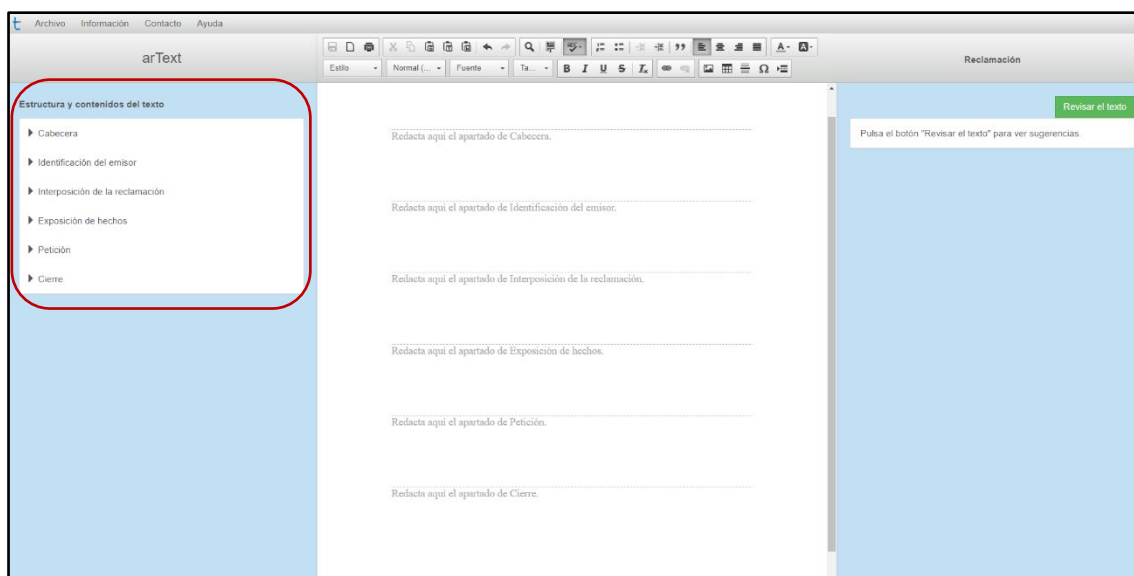 Archivo Información Contacto Ayuda
arText
Estilo Normal (... Fuente Ta... B I U S Ix
Reclamación
Estructura y contenidos del texto
Cabecera
Identificación del emisor
Interposición de la reclamación
Exposición de hechos
Petición
Cierre
Redacta aquí el apartado de Cabecera.
Redacta aquí el apartado de Identificación del emisor.
Redacta aquí el apartado de Interposición de la reclamación.
Redacta aquí el apartado de Exposición de hechos.
Redacta aquí el apartado de Petición.
Redacta aquí el apartado de Cierre.
Revisar el texto
Pulsa el botón "Revisar el texto" para ver sugerencias.